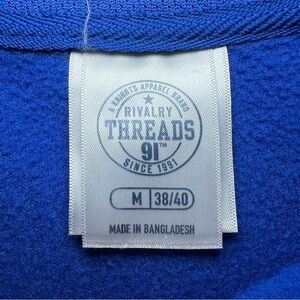 A KNIGHTS APPAREL BRAND
RIVALRY
THREADS
91™
SINCE 1991
M | 38/40
MADE IN BANGLADESH